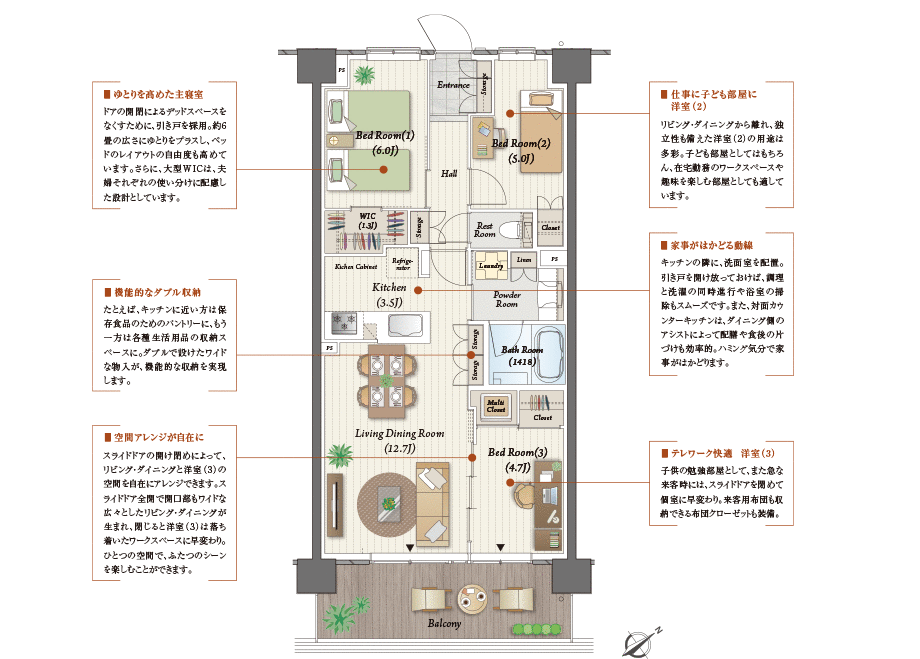 ■ ゆとりを高めた主寝室
ドアの開閉によるデッドスペースを
なくすために、引き戸を採用。約6
畳の広さにゆとりをプラスし、ベッ
ドのレイアウトの自由度も高めて
います。さらに、大型WICは、夫
婦それぞれの使い分けに配慮し
た設計としています。
■ 機能的なダブル収納
たとえば、キッチンに近い方は保
存食品のためのパントリーに、もう
一方は各種生活用品の収納ス
ペースに。ダブルで設けたワイド
な物入が、機能的な収納を実現
します。
■ 空間アレンジが自在に
スライドドアの開け閉めによって、
リビング・ダイニングと洋室(3)の
空間を自在にアレンジできます。ス
ライドドア全開で開口部もワイドな
広々としたリビング・ダイニングが
生まれ、閉じると洋室(3)は落ち
着いたワークスペースに早変わり。
ひとつの空間で、ふたつのシーン
を楽しむことができます。
PS
Entrance
Storage
Bed Room(1)
(6.0J)
Bed Room(2)
(5.0J)
Hall
WIC
(1.3J)
Storage
Rest
Room
Closet
Kichen Cabinet
Refrige-
rator
Laundry
Linen
PS
Kitchen
(3.5J)
Powder
Room
PS
Storage
Storage
Bath Room
(1418)
Multi
Closet
Closet
Living Dining Room
(12.7J)
Bed Room(3)
(4.7J)
Balcony
N
■ 仕事に子ども部屋に
洋室(2)
リビング・ダイニングから離れ、独
立性も備えた洋室(2)の用途は
多彩。子ども部屋としてはもちろ
ん、在宅勤務のワークスペースや
趣味を楽しむ部屋としても適して
います。
■ 家事がはかどる動線
キッチンの隣に、洗面室を配置。
引き戸を開け放っておけば、調理
と洗濯の同時進行や浴室の掃
除もスムーズです。また、対面カウ
ンターキッチンは、ダイニング側の
アシストによって配膳や食後の片
づけも効率的。ハミング気分で家
事がはかどります。
■ テレワーク快適 洋室(3)
子供の勉強部屋として、また急な
来客時には、スライドドアを閉めて
個室に早変わり。来客用布団も収
納できる布団クローゼットも装備。